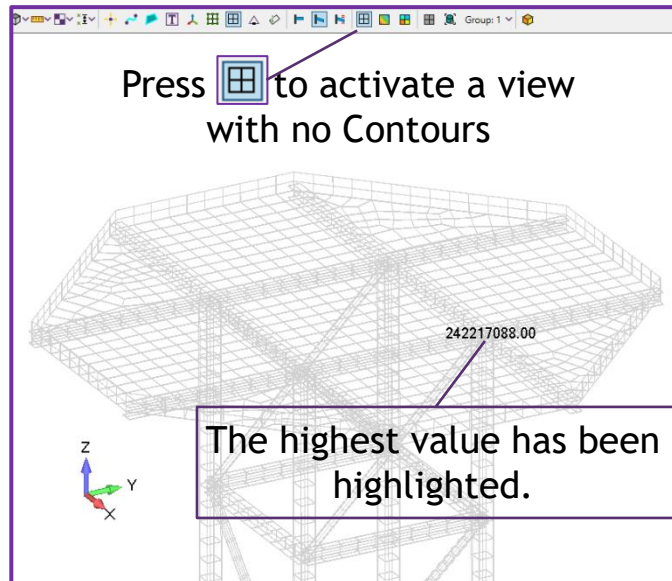 Group: 1
Press to activate a view
with no Contours
242217088.00
The highest value has been
highlighted.
Z
Y
X